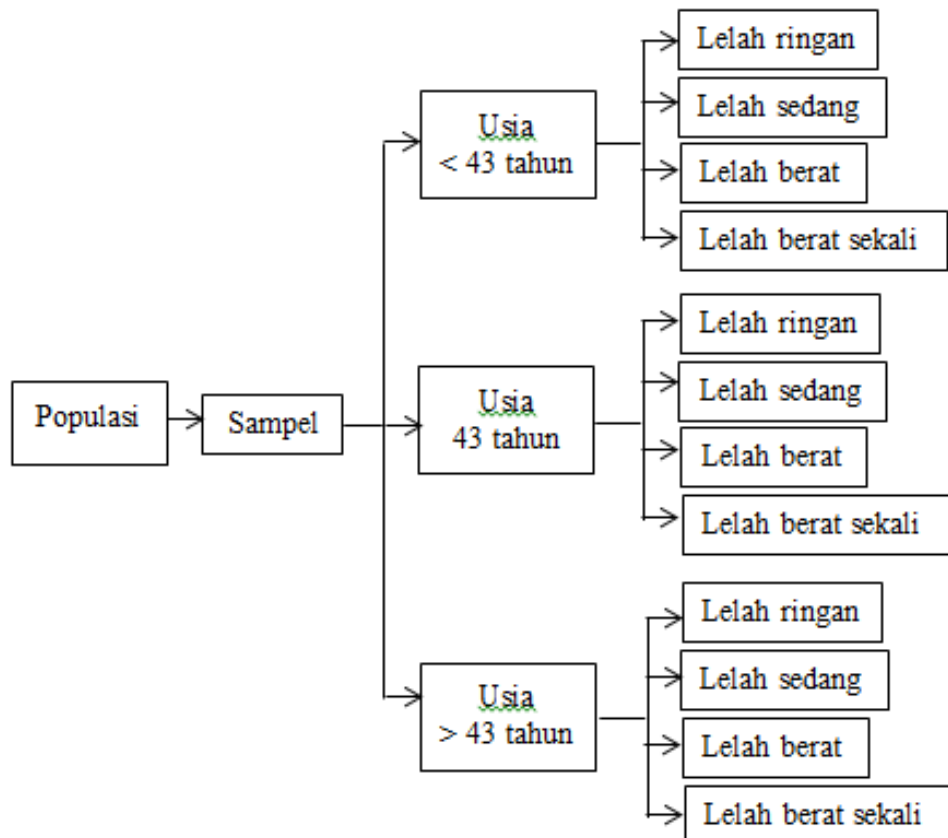 Populasi
Sampel
Usia
< 43 tahun
Lelah ringan
Lelah sedang
Lelah berat
Lelah berat sekali
Usia
43 tahun
Lelah ringan
Lelah sedang
Lelah berat
Lelah berat sekali
Usia
> 43 tahun
Lelah ringan
Lelah sedang
Lelah berat
Lelah berat sekali